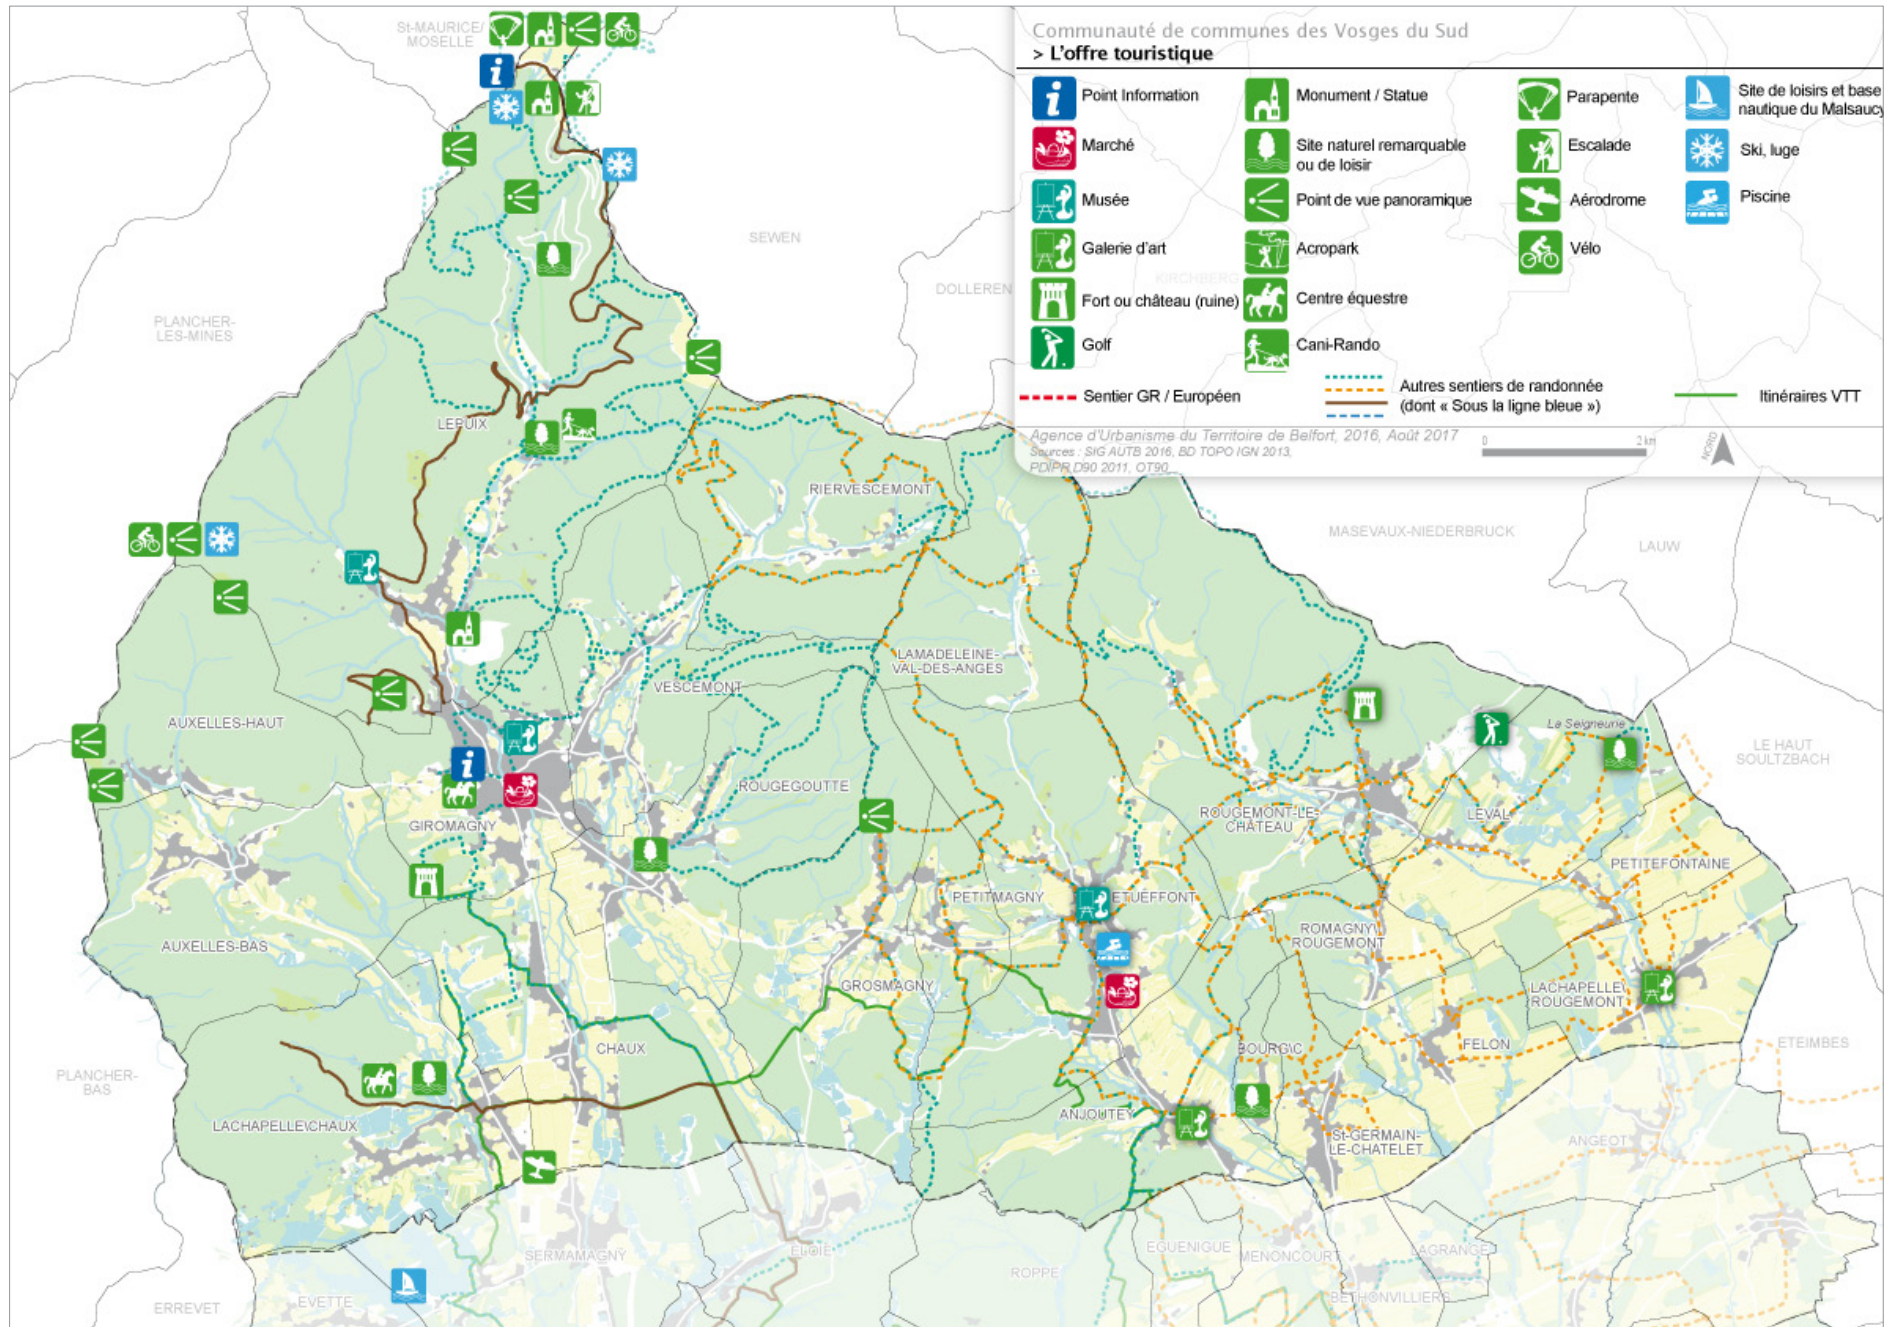 Communauté de communes des Vosges du Sud
> L'offre touristique
Point Information
Marché
Musée
Galerie d'art
Fort ou château (ruine)
Golf
Monument / Statue
Site naturel remarquable
ou de loisir
Point de vue panoramique
Acropark
Centre équestre
Cani-Rando
Parapente
Escalade
Aérodrome
Vélo
Site de loisirs et base
nautique du Malsaucy
Ski, luge
Piscine
Sentier GR / Européen
Autres sentiers de randonnée
(dont « Sous la ligne bleue »)
Itinéraires VTT
Agence d'Urbanisme du Territoire de Belfort, 2016, Août 2017
Sources : SIG AUTB 2016, BD TOPO IGN 2013,
PDIPR D90 2011, OT90
0
2 km
NORD
St-MAURICE/
MOSELLE
SEWEN
DOLLEREN
KIRCHBERG
PLANCHER-
LES-MINES
LEPUIX
RIERVESCEMONT
MASEVAUX-NIEDERBRUCK
LAUW
LAMADELEINE-
VAL-DES-ANGES
VESCEMONT
AUXELLES-HAUT
La Seigneurie
LE HAUT
SOULTZBACH
ROUGEGOUTTE
GIROMAGNY
ROUGEMONT-LE-
CHÂTEAU
LEVAL
PETITEFONTAINE
PETITMAGNY
ETUEFFONT
AUXELLES-BAS
ROMAGNY\
ROUGEMONT
GROSMAGNY
LACHAPELLE\
ROUGEMONT
CHAUX
BOURG\C
FELON
ETEIMBES
PLANCHER-
BAS
LACHAPELLE\CHAUX
ANJOUTEY
St-GERMAIN-
LE-CHATELET
ANGEOT
SERMAMAGNY
ELOIE
EGUENIGUE
MENONCOURT
LAGRANGE
ROPPE
BETHONVILLIERS
ERREVET
EVETTE